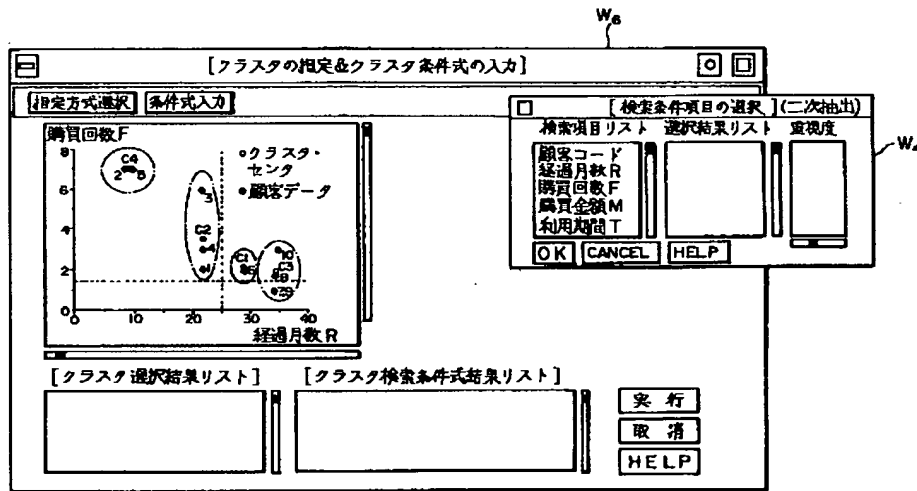 W₆
[クラスタの指定&クラスタ条件式の入力]
指定方式選択 条件式入力
購買回数F
8
6
4
2
0
0 10 20 30 40
経過月数R
○クラスタ・
センタ
●顧客データ
C4
2 5
3
C2
4
1
C1
6
10
C3
8
[検索条件項目の選択](二次抽出)
検索項目リスト 選択結果リスト 重視度
顧客コード
経過月数R
購買回数F
購買金額M
利用期間T
OK CANCEL HELP
[クラスタ選択結果リスト] [クラスタ検索条件式結果リスト]
実行
取消
HELP